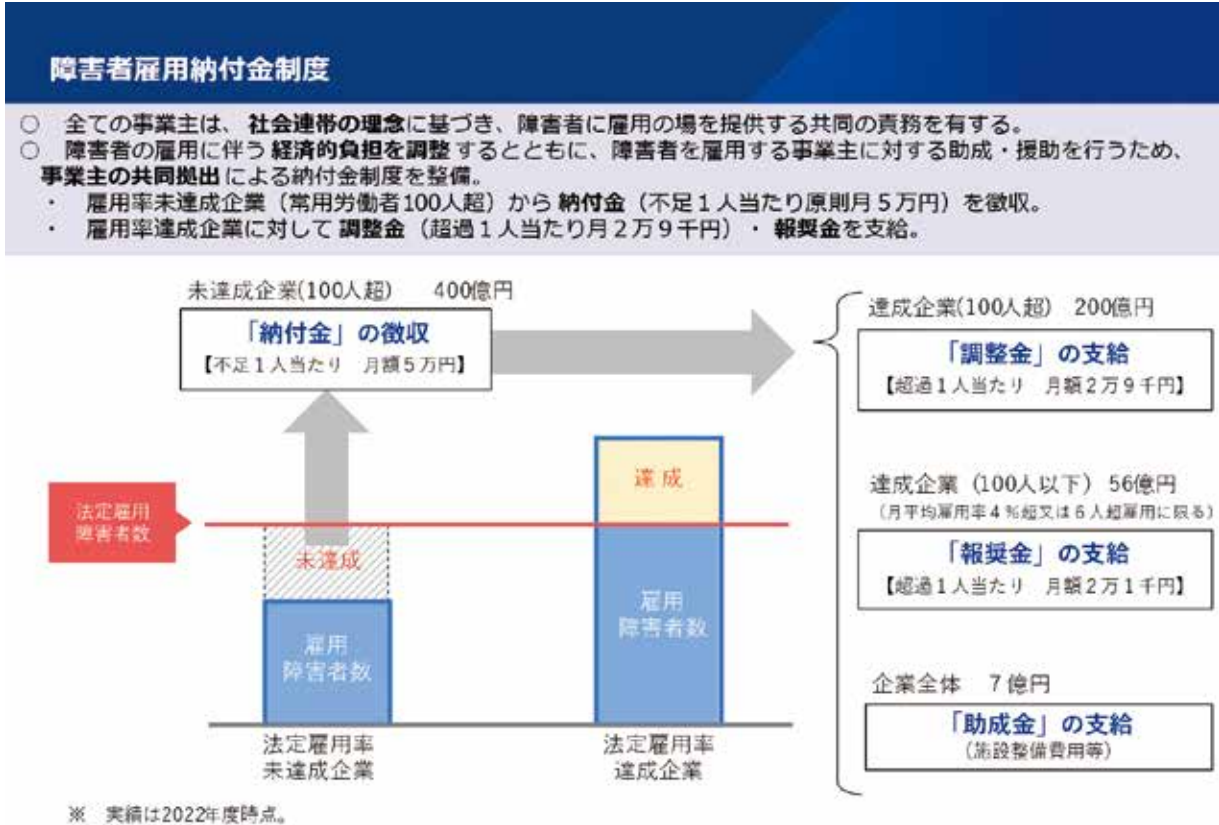 障害者雇用納付金制度
○　全ての事業主は、社会連帯の理念に基づき、障害者に雇用の場を提供する共同の責務を有する。
○　障害者の雇用に伴う経済的負担を調整するとともに、障害者を雇用する事業主に対する助成・援助を行うため、
事業主の共同拠出による納付金制度を整備。
・　雇用率未達成企業（常用労働者100人超）から納付金（不足１人当たり原則月５万円）を徴収。
・　雇用率達成企業に対して調整金（超過１人当たり月２万９千円）・報奨金を支給。
未達成企業(100人超)　400億円
「納付金」の徴収
【不足１人当たり　月額５万円】
法定雇用
障害者数
未達成
雇用
障害者数
法定雇用率
未達成企業
達成
雇用
障害者数
法定雇用率
達成企業
達成企業(100人超)　200億円
「調整金」の支給
【超過１人当たり　月額２万９千円】
達成企業（100人以下）56億円
（月平均雇用率４％超又は６人超雇用に限る）
「報奨金」の支給
【超過１人当たり　月額２万１千円】
企業全体　７億円
「助成金」の支給
（施設整備費用等）
※　実績は2022年度時点。